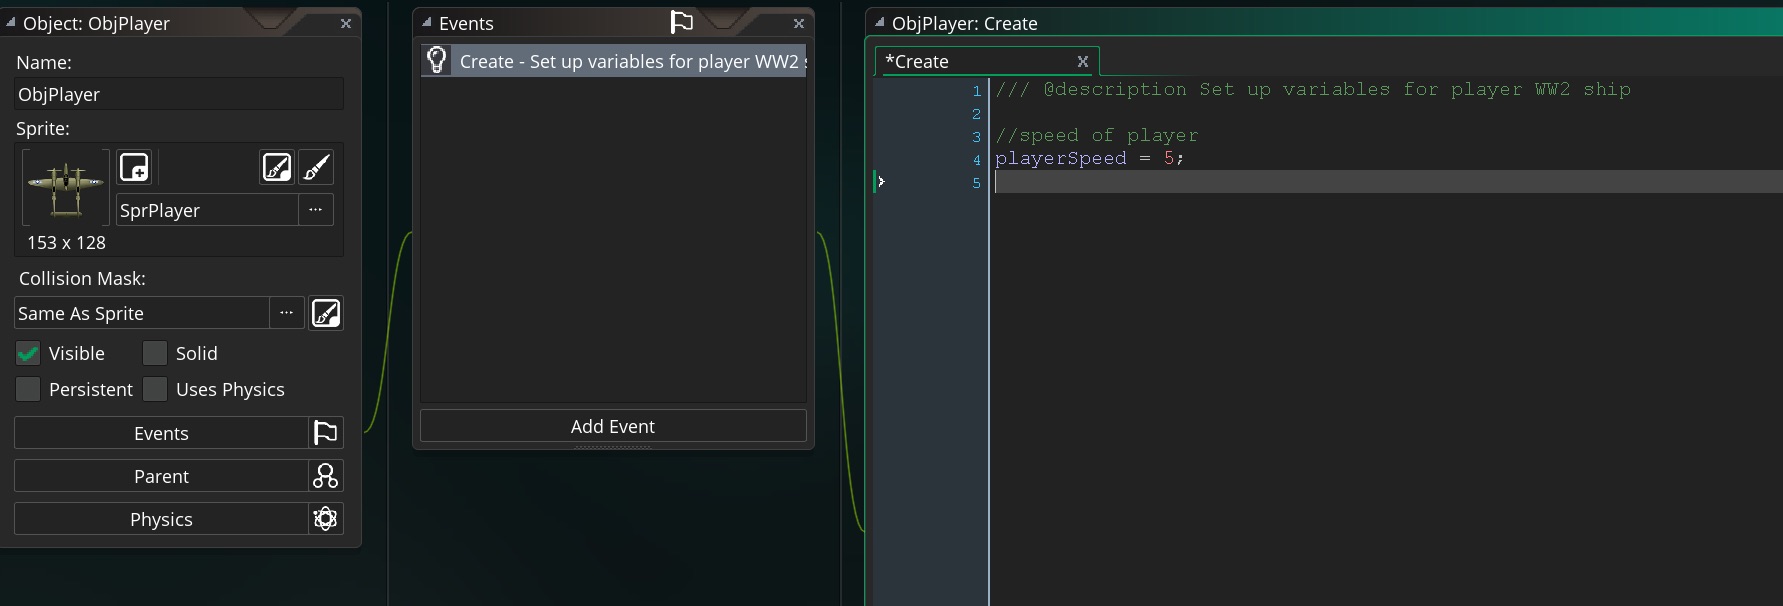 Object: ObjPlayer
Name:
ObjPlayer
Sprite:
SprPlayer
...
153 x 128
Collision Mask:
Same As Sprite
...
Visible
Solid
Persistent
Uses Physics
Events
Parent
Physics
Events
Create - Set up variables for player WW2
Add Event
ObjPlayer: Create
*Create
1 /// @description Set up variables for player WW2 ship
2
3 //speed of player
4 playerSpeed = 5;
5